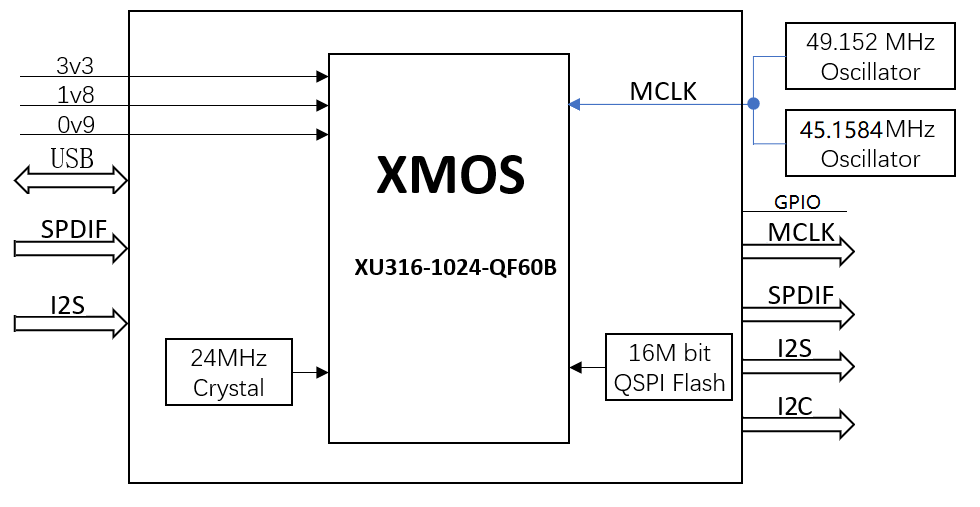 3v3
1v8
0v9
USB
SPDIF
I2S
24MHz
Crystal
XMOS
XU316-1024-QF60B
MCLK
49.152 MHz
Oscillator
45.1584MHz
Oscillator
GPIO
MCLK
SPDIF
I2S
I2C
16M bit
QSPI Flash